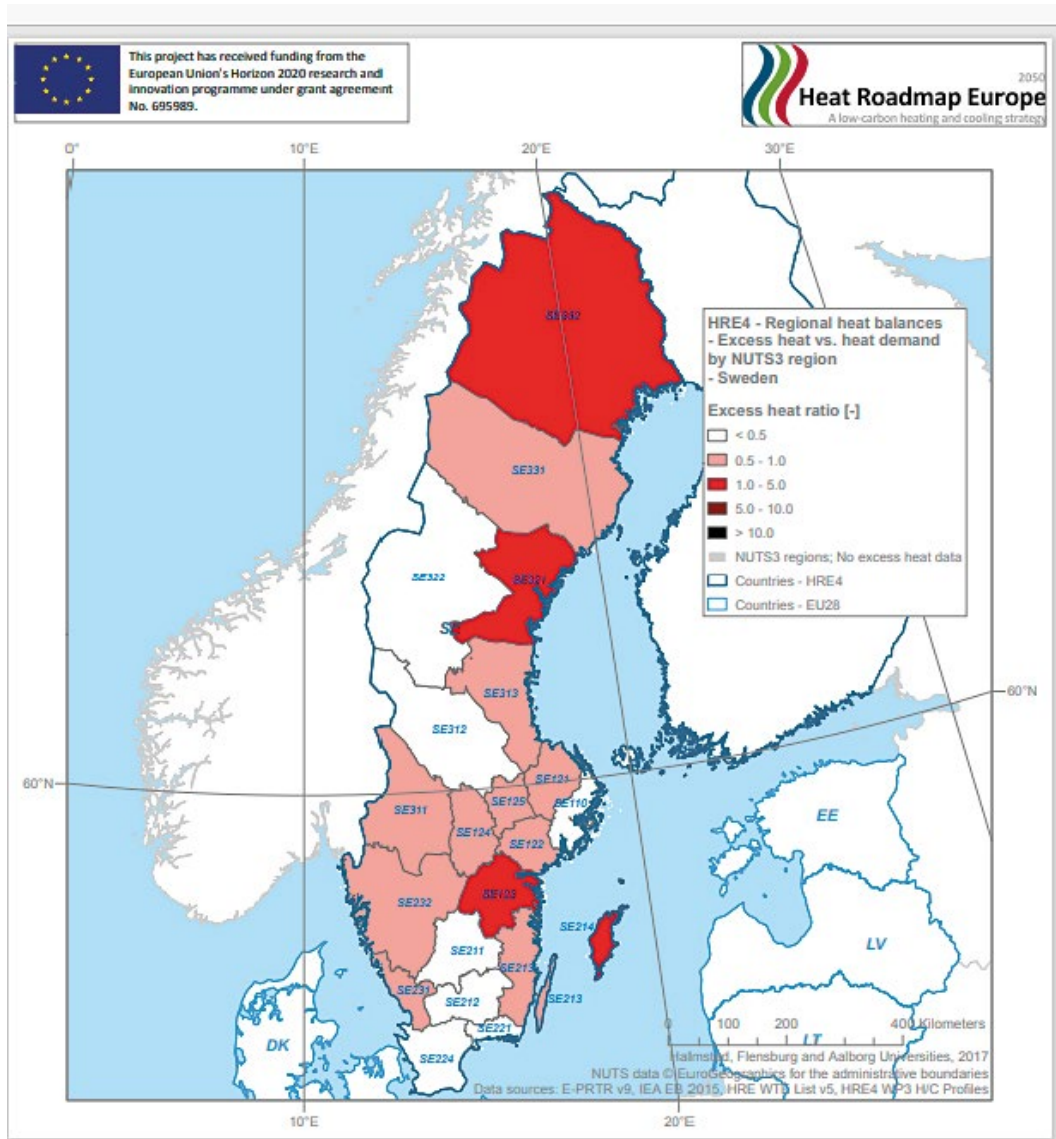 This project has received funding from the
European Union's Horizon 2020 research and
innovation programme under grant agreement
No. 695989.
2050
Heat Roadmap Europe
A low-carbon heating and cooling strategy
0°
10°E
20°E
30°E
SE332
HRE4 - Regional heat balances
- Excess heat vs. heat demand
by NUTS3 region
- Sweden
Excess heat ratio [-]
< 0.5
0.5 - 1.0
1.0 - 5.0
5.0 - 10.0
> 10.0
NUTS3 regions; No excess heat data
Countries - HRE4
Countries - EU28
SE331
SE322
SE321
SE
SE313
60°N
SE312
60°N
SE121
SE125
SE110
SE311
SE124
SE122
EE
SE123
SE232
SE214
SE211
LV
SE213
SE231
SE212
SE213
SE221
0 100 200 400 Kilometers
DK
LT
SE224
Halmstad, Flensburg and Aalborg Universities, 2017
NUTS data © EuroGeographics for the administrative boundaries
Data sources: E-PRTR v9, IEA EB 2015, HRE WTE List v5, HRE4 WP3 H/C Profiles
10°E
20°E